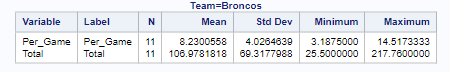 Team=Broncos
Variable Label N Mean Std Dev Minimum Maximum
Per_Game Per_Game 11 8.2300558 4.0264639 3.1875000 14.5173333
Total Total 11 106.9781818 69.3177988 25.5000000 217.7600000